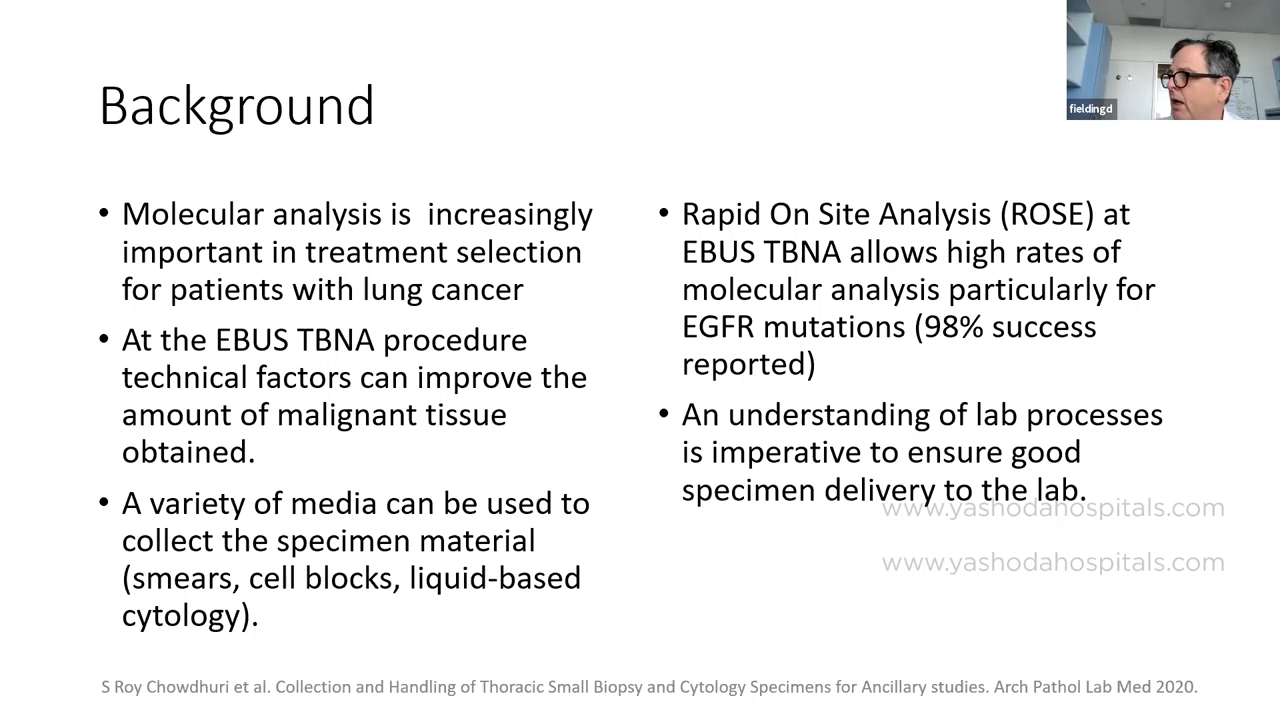 fieldingd
Background
• Molecular analysis is  increasingly
important in treatment selection
for patients with lung cancer
• At the EBUS TBNA procedure
technical factors can improve the
amount of malignant tissue
obtained.
• A variety of media can be used to
collect the specimen material
(smears, cell blocks, liquid-based
cytology).
• Rapid On Site Analysis (ROSE) at
EBUS TBNA allows high rates of
molecular analysis particularly for
EGFR mutations (98% success
reported)
• An understanding of lab processes
is imperative to ensure good
specimen delivery to the lab.
www.yashodahospitals.com
www.yashodahospitals.com
S Roy Chowdhuri et al. Collection and Handling of Thoracic Small Biopsy and Cytology Specimens for Ancillary studies. Arch Pathol Lab Med 2020.